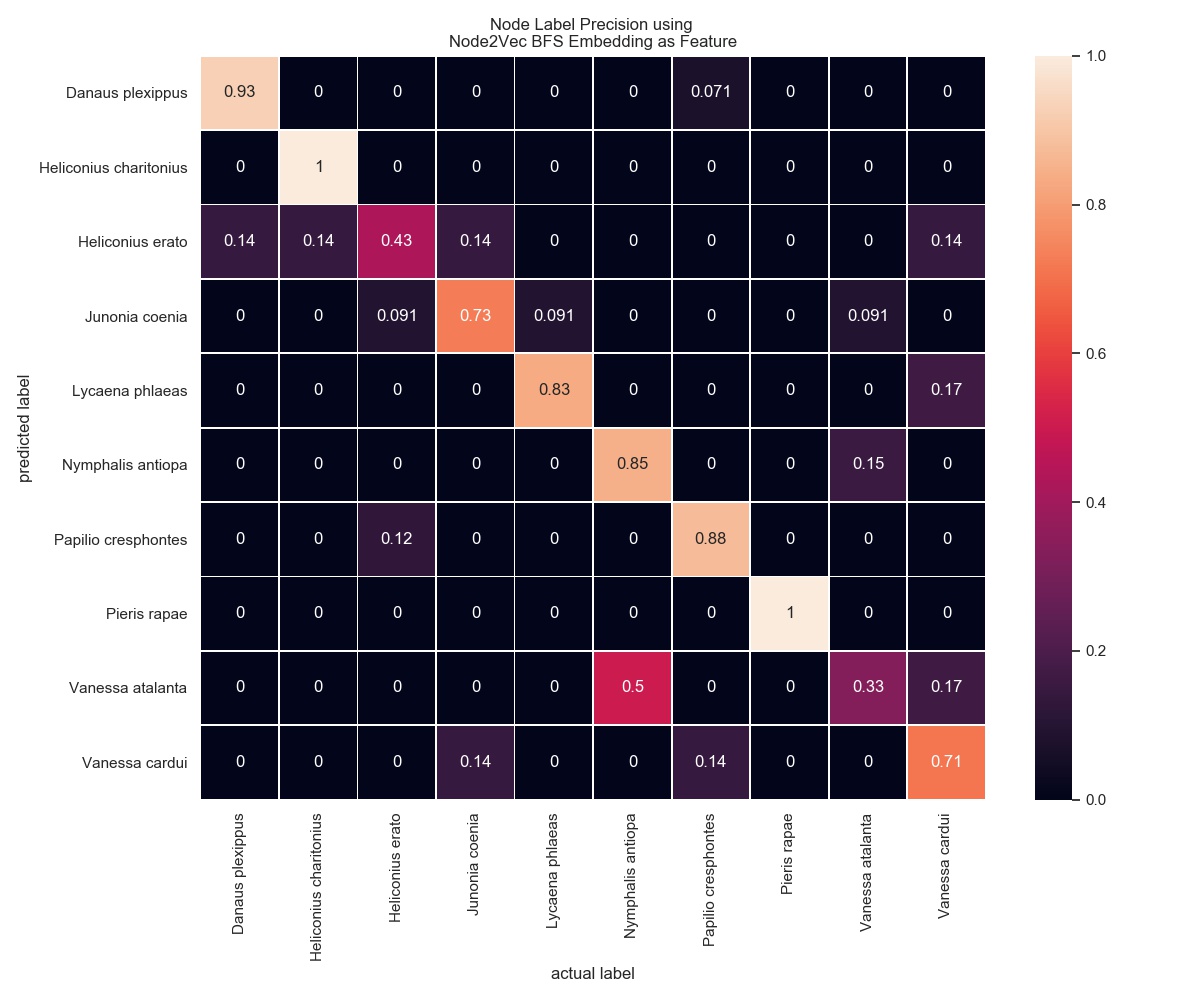 Node Label Precision using
Node2Vec BFS Embedding as Feature
predicted label
Danaus plexippus 0.93 0 0 0 0 0 0.071 0 0 0
Heliconius charitonius 0 1 0 0 0 0 0 0 0 0
Heliconius erato 0.14 0.14 0.43 0.14 0 0 0 0 0 0.14
Junonia coenia 0 0 0.091 0.73 0.091 0 0 0 0.091 0
Lycaena phlaeas 0 0 0 0 0.83 0 0 0 0 0.17
Nymphalis antiopa 0 0 0 0 0 0.85 0 0 0.15 0
Papilio cresphontes 0 0 0.12 0 0 0 0.88 0 0 0
Pieris rapae 0 0 0 0 0 0 0 1 0 0
Vanessa atalanta 0 0 0 0 0 0.5 0 0 0.33 0.17
Vanessa cardui 0 0 0 0.14 0 0 0.14 0 0 0.71
Danaus plexippus
Heliconius charitonius
Heliconius erato
Junonia coenia
Lycaena phlaeas
Nymphalis antiopa
Papilio cresphontes
Pieris rapae
Vanessa atalanta
Vanessa cardui
actual label
1.0
0.8
0.6
0.4
0.2
0.0